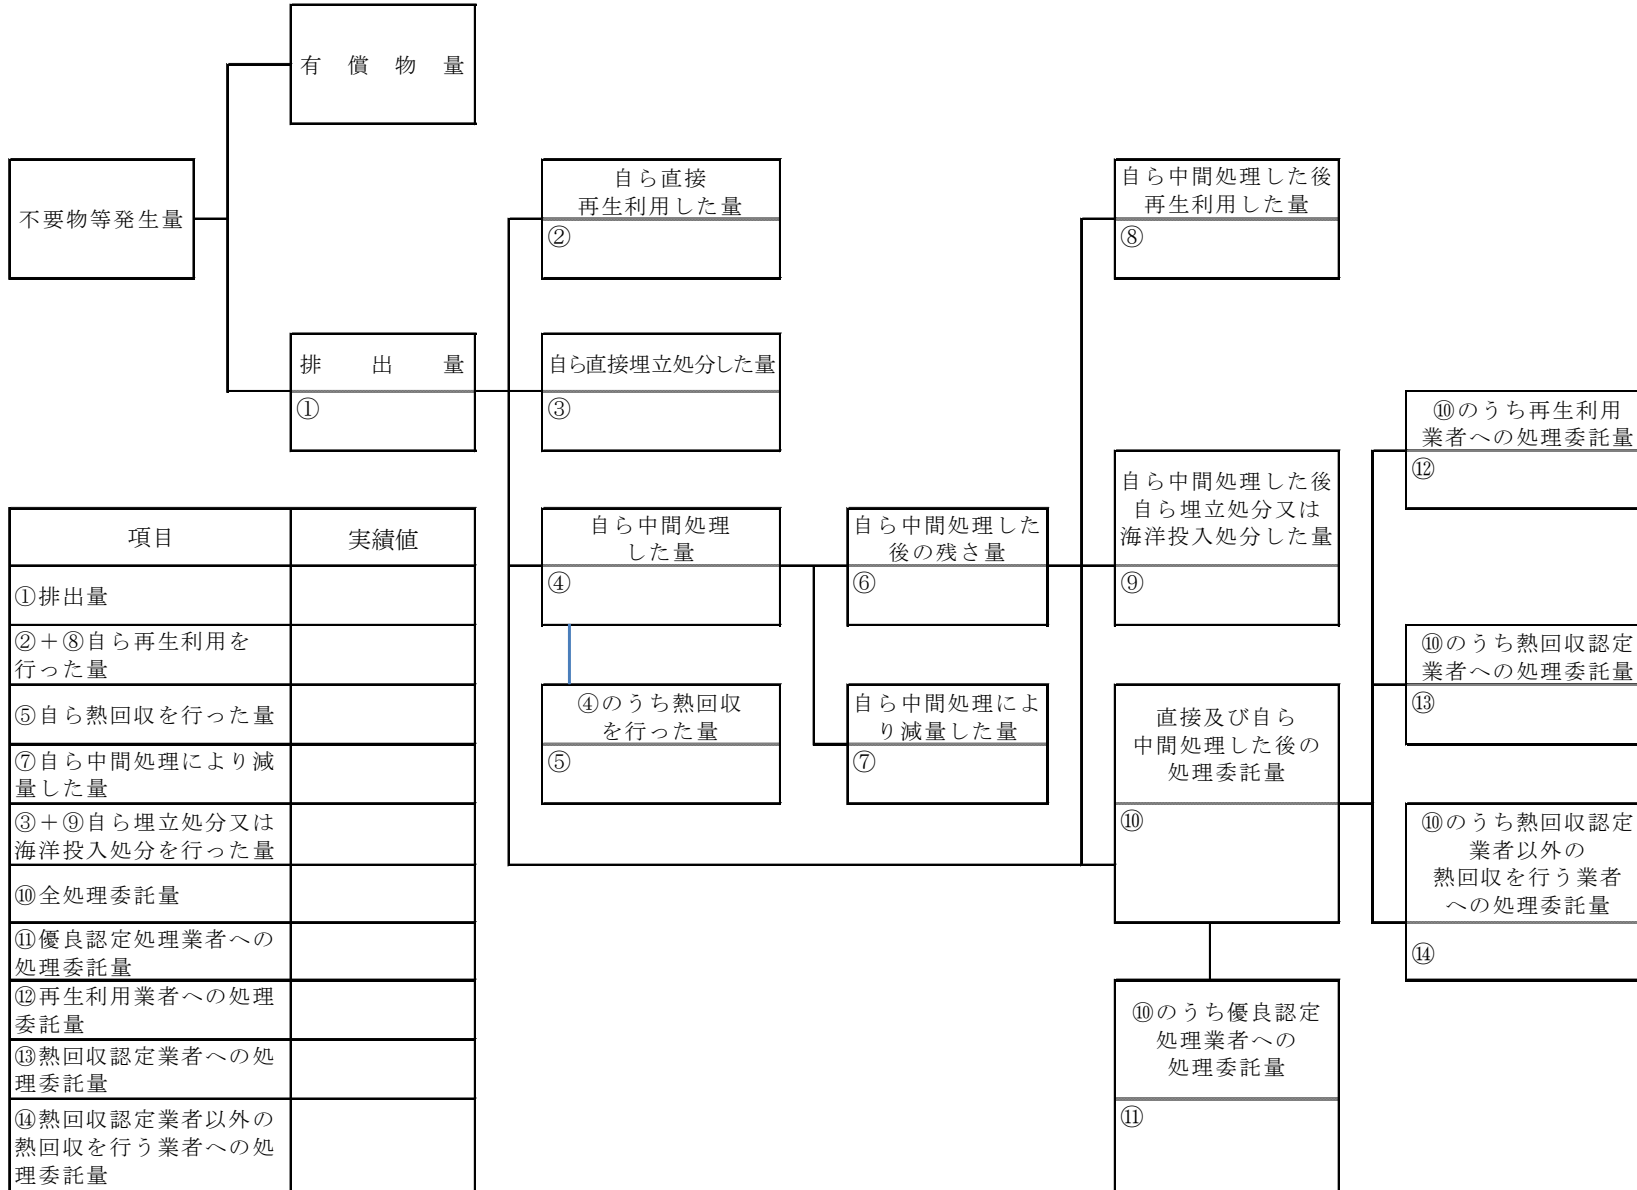 有償物量
不要物等発生量
自ら直接
再生利用した量
②
自ら中間処理した後
再生利用した量
⑧
排出量
①
自ら直接埋立処分した量
③
⑩のうち再生利用
業者への処理委託量
⑫
自ら中間処理した後
自ら埋立処分又は
海洋投入処分した量
⑨
自ら中間処理
した量
④
自ら中間処理した
後の残さ量
⑥
⑩のうち熱回収認定
業者への処理委託量
⑬
④のうち熱回収
を行った量
⑤
自ら中間処理によ
り減量した量
⑦
直接及び自ら
中間処理した後の
処理委託量
⑩
⑩のうち熱回収認定
業者以外の
熱回収を行う業者
への処理委託量
⑭
⑩のうち優良認定
処理業者への
処理委託量
⑪
項目 実績値
①排出量
②＋⑧自ら再生利用を
行った量
⑤自ら熱回収を行った量
⑦自ら中間処理により減
量した量
③＋⑨自ら埋立処分又は
海洋投入処分を行った量
⑩全処理委託量
⑪優良認定処理業者への
処理委託量
⑫再生利用業者への処理
委託量
⑬熱回収認定業者への処
理委託量
⑭熱回収認定業者以外の
熱回収を行う業者への処
理委託量